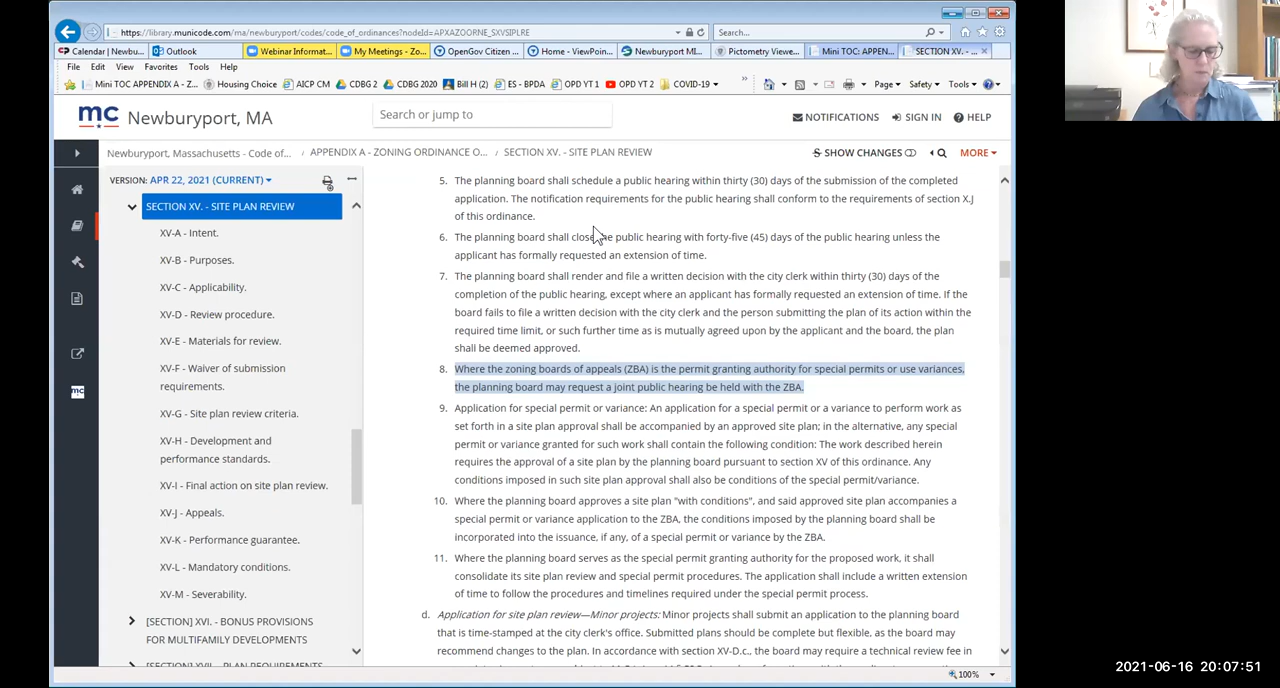 https://library.municode.com/ma/newburyport/codes/code_of_ordinances?nodeId=APXAZOORNE_SXVSIPLRE
Search...
Calendar | Newbu...
Outlook
Webinar Informat...
My Meetings - Zo...
OpenGov Citizen ...
Home - ViewPoin...
Newburyport MI...
Pictometry Viewe...
Mini TOC: APPEN...
SECTION XV. - ...
File Edit View Favorites Tools Help
Mini TOC APPENDIX A - Z...
Housing Choice
AICP CM
CDBG 2
CDBG 2020
Bill H (2)
ES - BPDA
OPD YT 1
OPD YT 2
COVID-19
Page
Safety
Tools
mc Newburyport, MA
Search or jump to
NOTIFICATIONS
SIGN IN
HELP
Newburyport, Massachusetts - Code of...
/ APPENDIX A - ZONING ORDINANCE O...
/ SECTION XV. - SITE PLAN REVIEW
SHOW CHANGES
MORE
VERSION: APR 22, 2021 (CURRENT)
SECTION XV. - SITE PLAN REVIEW
XV-A - Intent.
XV-B - Purposes.
XV-C - Applicability.
XV-D - Review procedure.
XV-E - Materials for review.
XV-F - Waiver of submission
requirements.
XV-G - Site plan review criteria.
XV-H - Development and
performance standards.
XV-I - Final action on site plan review.
XV-J - Appeals.
XV-K - Performance guarantee.
XV-L - Mandatory conditions.
XV-M - Severability.
[SECTION] XVI. - BONUS PROVISIONS
FOR MULTIFAMILY DEVELOPMENTS
[SECTION] XVII. - PLAN REQUIREMENTS
mc
5. The planning board shall schedule a public hearing within thirty (30) days of the submission of the completed
application. The notification requirements for the public hearing shall conform to the requirements of section X.J
of this ordinance.
6. The planning board shall close the public hearing with forty-five (45) days of the public hearing unless the
applicant has formally requested an extension of time.
7. The planning board shall render and file a written decision with the city clerk within thirty (30) days of the
completion of the public hearing, except where an applicant has formally requested an extension of time. If the
board fails to file a written decision with the city clerk and the person submitting the plan of its action within the
required time limit, or such further time as is mutually agreed upon by the applicant and the board, the plan
shall be deemed approved.
8. Where the zoning boards of appeals (ZBA) is the permit granting authority for special permits or use variances,
the planning board may request a joint public hearing be held with the ZBA.
9. Application for special permit or variance: An application for a special permit or a variance to perform work as
set forth in a site plan approval shall be accompanied by an approved site plan; in the alternative, any special
permit or variance granted for such work shall contain the following condition: The work described herein
requires the approval of a site plan by the planning board pursuant to section XV of this ordinance. Any
conditions imposed in such site plan approval shall also be conditions of the special permit/variance.
10. Where the planning board approves a site plan "with conditions", and said approved site plan accompanies a
special permit or variance application to the ZBA, the conditions imposed by the planning board shall be
incorporated into the issuance, if any, of a special permit or variance by the ZBA.
11. Where the planning board serves as the special permit granting authority for the proposed work, it shall
consolidate its site plan review and special permit procedures. The application shall include a written extension
of time to follow the procedures and timelines required under the special permit process.
d. Application for site plan review—Minor projects: Minor projects shall submit an application to the planning board
that is time-stamped at the city clerk's office. Submitted plans should be complete but flexible, as the board may
recommend changes to the plan. In accordance with section XV-D.c., the board may require a technical review fee in
100%
2021-06-16 20:07:51